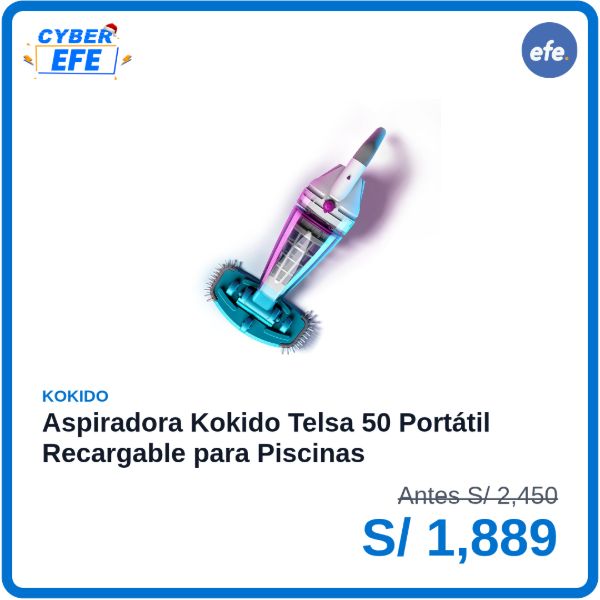 CYBER
EFE
efe.
KOKIDO
Aspiradora Kokido Telsa 50 Portátil
Recargable para Piscinas
Antes S/ 2,450
S/ 1,889